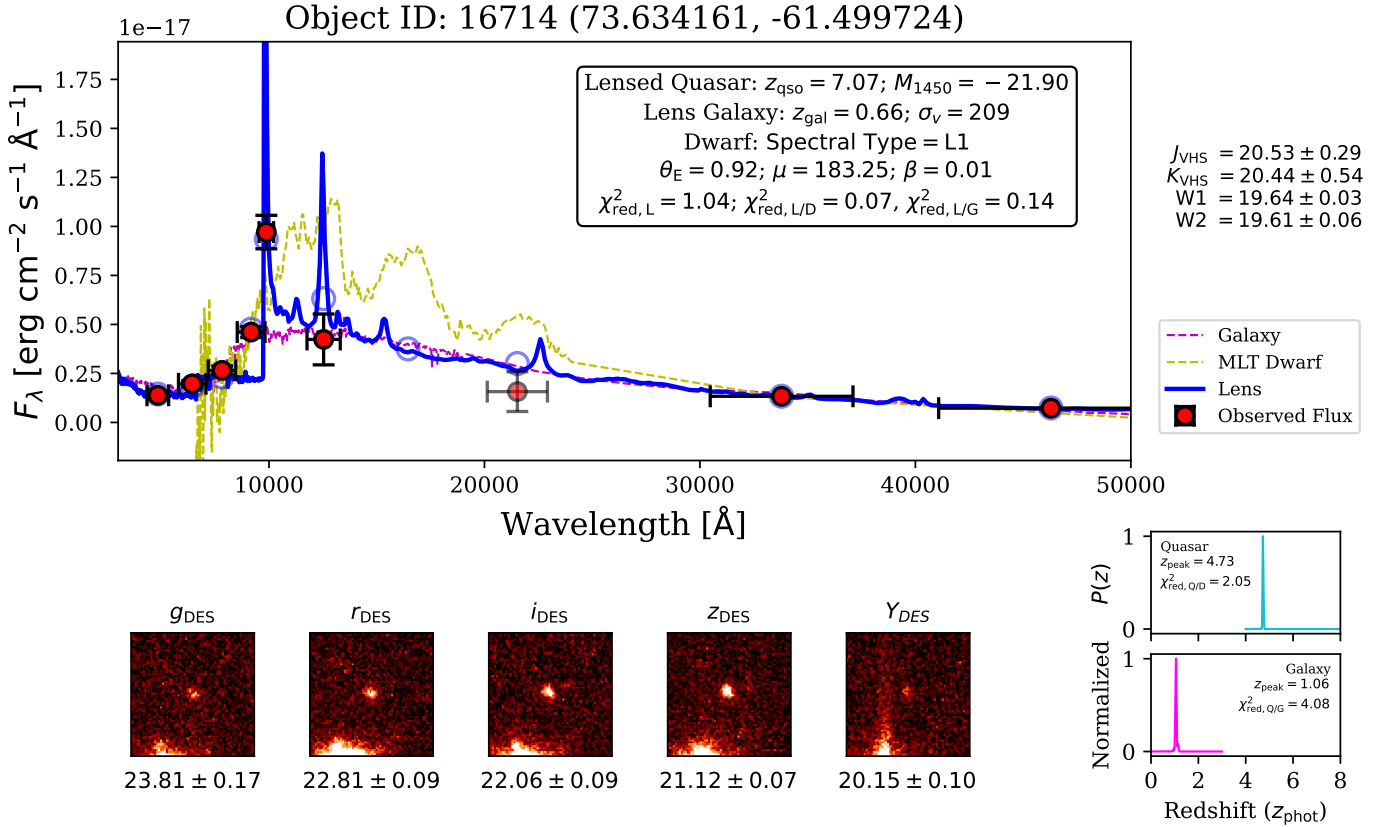 Object ID: 16714 (73.634161, -61.499724)
1e−17
Lensed Quasar: z_qso = 7.07; M_1450 = −21.90
Lens Galaxy: z_gal = 0.66; σ_v = 209
Dwarf: Spectral Type = L1
θ_E = 0.92; μ = 183.25; β = 0.01
χ²_red, L = 1.04; χ²_red, L/D = 0.07, χ²_red, L/G = 0.14
J_VHS = 20.53 ± 0.29
K_VHS = 20.44 ± 0.54
W1 = 19.64 ± 0.03
W2 = 19.61 ± 0.06
Galaxy
MLT Dwarf
Lens
Observed Flux
F_λ [erg cm⁻² s⁻¹ Å⁻¹]
1.75
1.50
1.25
1.00
0.75
0.50
0.25
0.00
10000 20000 30000 40000 50000
Wavelength [Å]
g_DES r_DES i_DES z_DES Y_DES
23.81 ± 0.17 22.81 ± 0.09 22.06 ± 0.09 21.12 ± 0.07 20.15 ± 0.10
Normalized P(z)
1
0
Quasar
z_peak = 4.73
χ²_red, Q/D = 2.05
1
0
Galaxy
z_peak = 1.06
χ²_red, Q/G = 4.08
0 2 4 6 8
Redshift (z_phot)